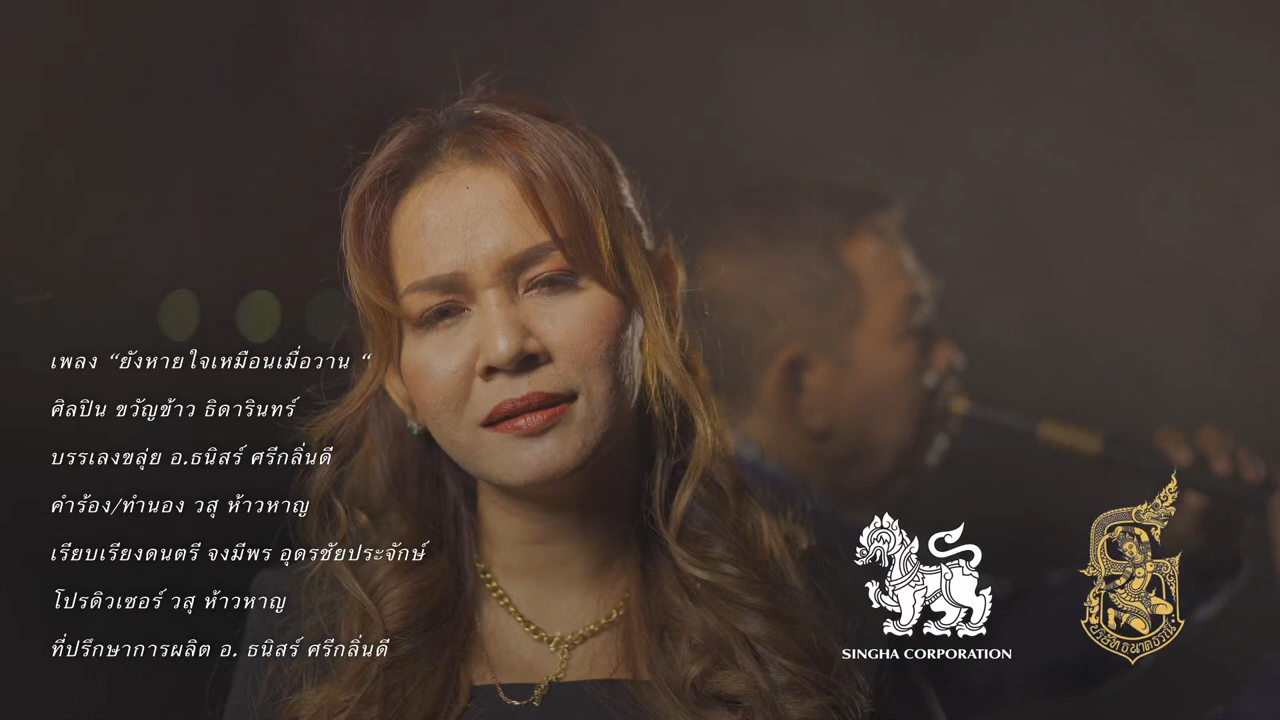 เพลง “ยังหายใจเหมือนเมื่อวาน “
ศิลปิน ขวัญข้าว ธิดารินทร์
บรรเลงขลุ่ย อ.ธนิสร์ ศรีกลิ่นดี
คำร้อง/ทำนอง วสุ ห้าวหาญ
เรียบเรียงดนตรี จงมีพร อุดรชัยประจักษ์
โปรดิวเซอร์ วสุ ห้าวหาญ
ที่ปรึกษาการผลิต อ. ธนิสร์ ศรีกลิ่นดี
SINGHA CORPORATION
บริษัท